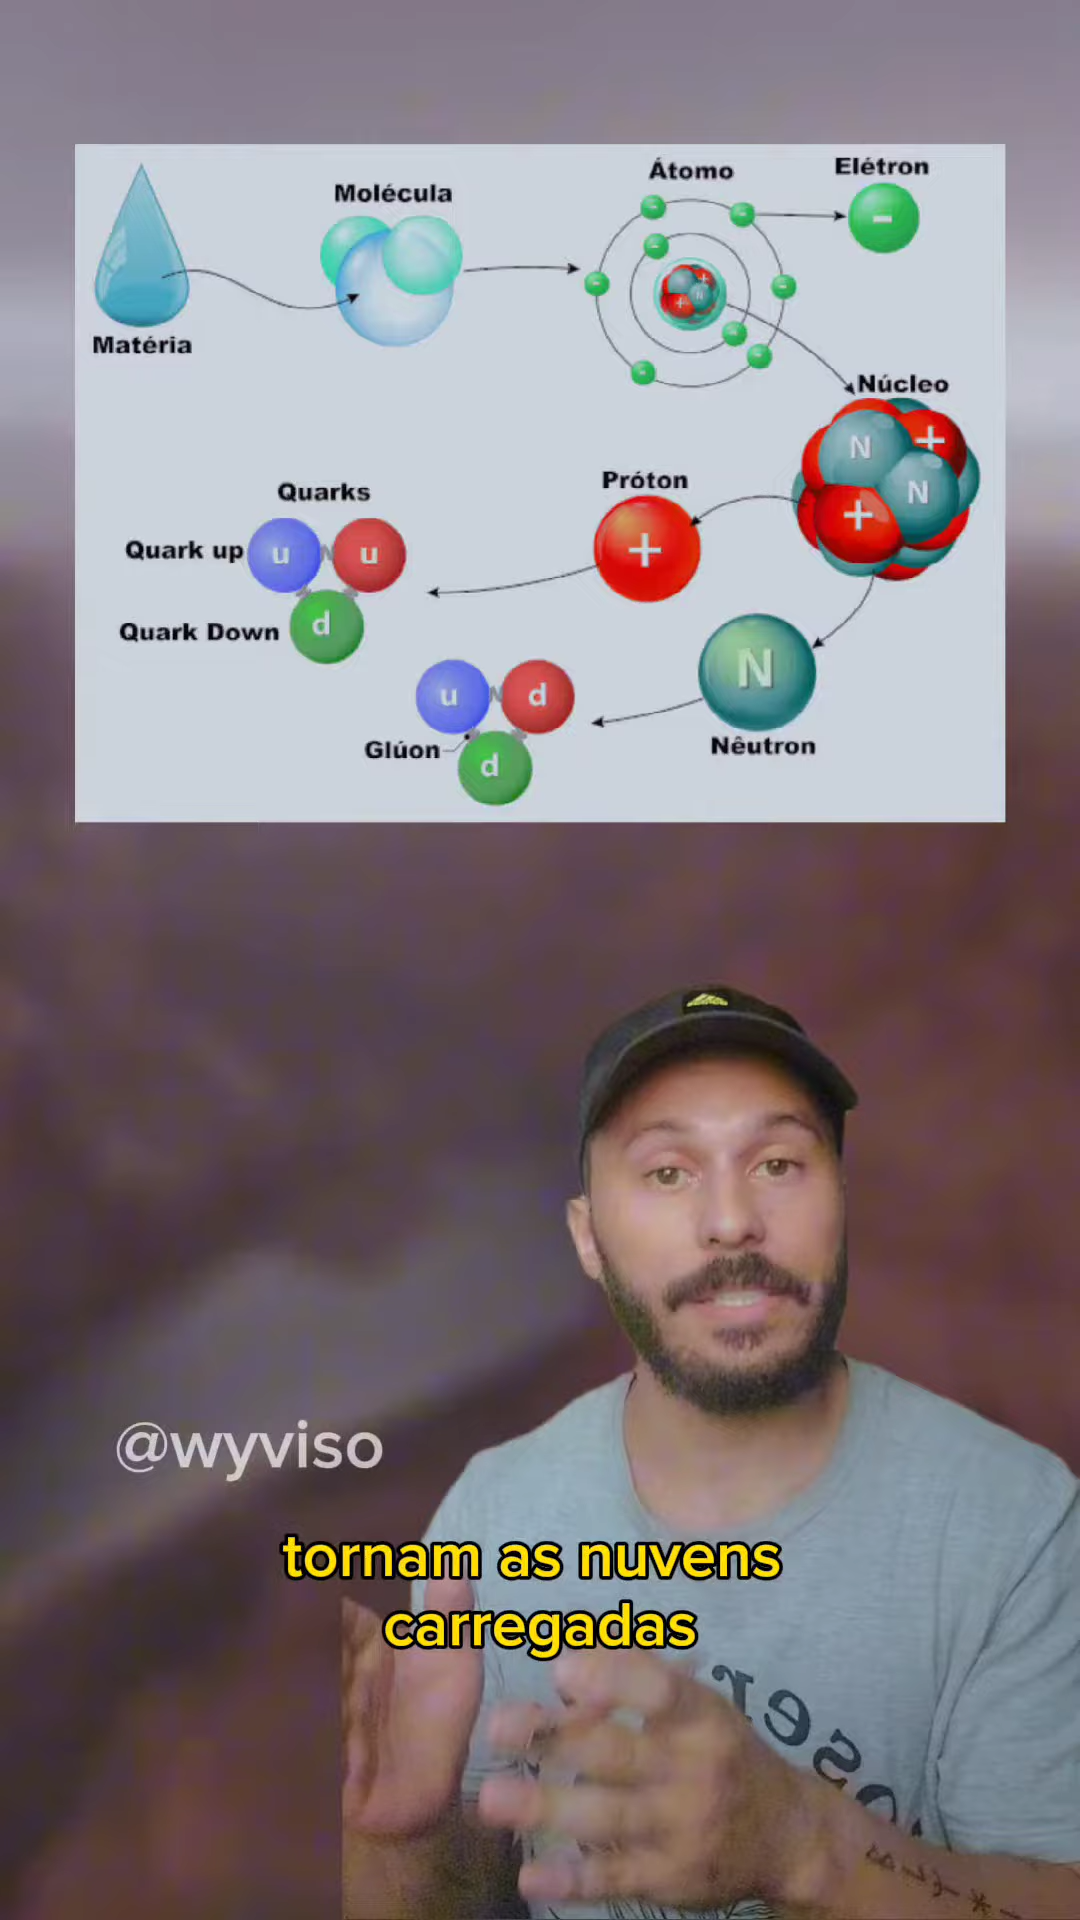 Átomo
Elétron
-
Molécula
Matéria
Núcleo
N
+
N
+
Próton
+
Quarks
Quark up
u
u
Quark Down
d
N
Nêutron
u
d
Glúon
d
@wyviso
tornam as nuvens
carregadas